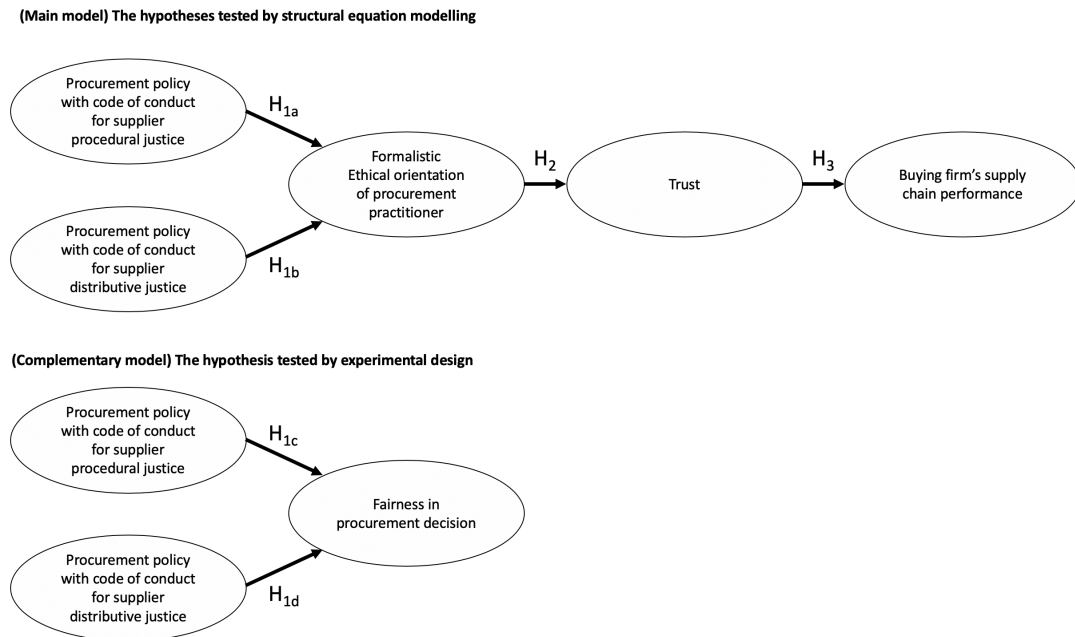 (Main model) The hypotheses tested by structural equation modelling
Procurement policy
with code of conduct
for supplier
procedural justice
H1a
Formalistic
Ethical orientation
of procurement
practitioner
H2
Trust
H3
Buying firm's supply
chain performance
Procurement policy
with code of conduct
for supplier
distributive justice
H1b
(Complementary model) The hypothesis tested by experimental design
Procurement policy
with code of conduct
for supplier
procedural justice
H1c
Fairness in
procurement decision
Procurement policy
with code of conduct
for supplier
distributive justice
H1d